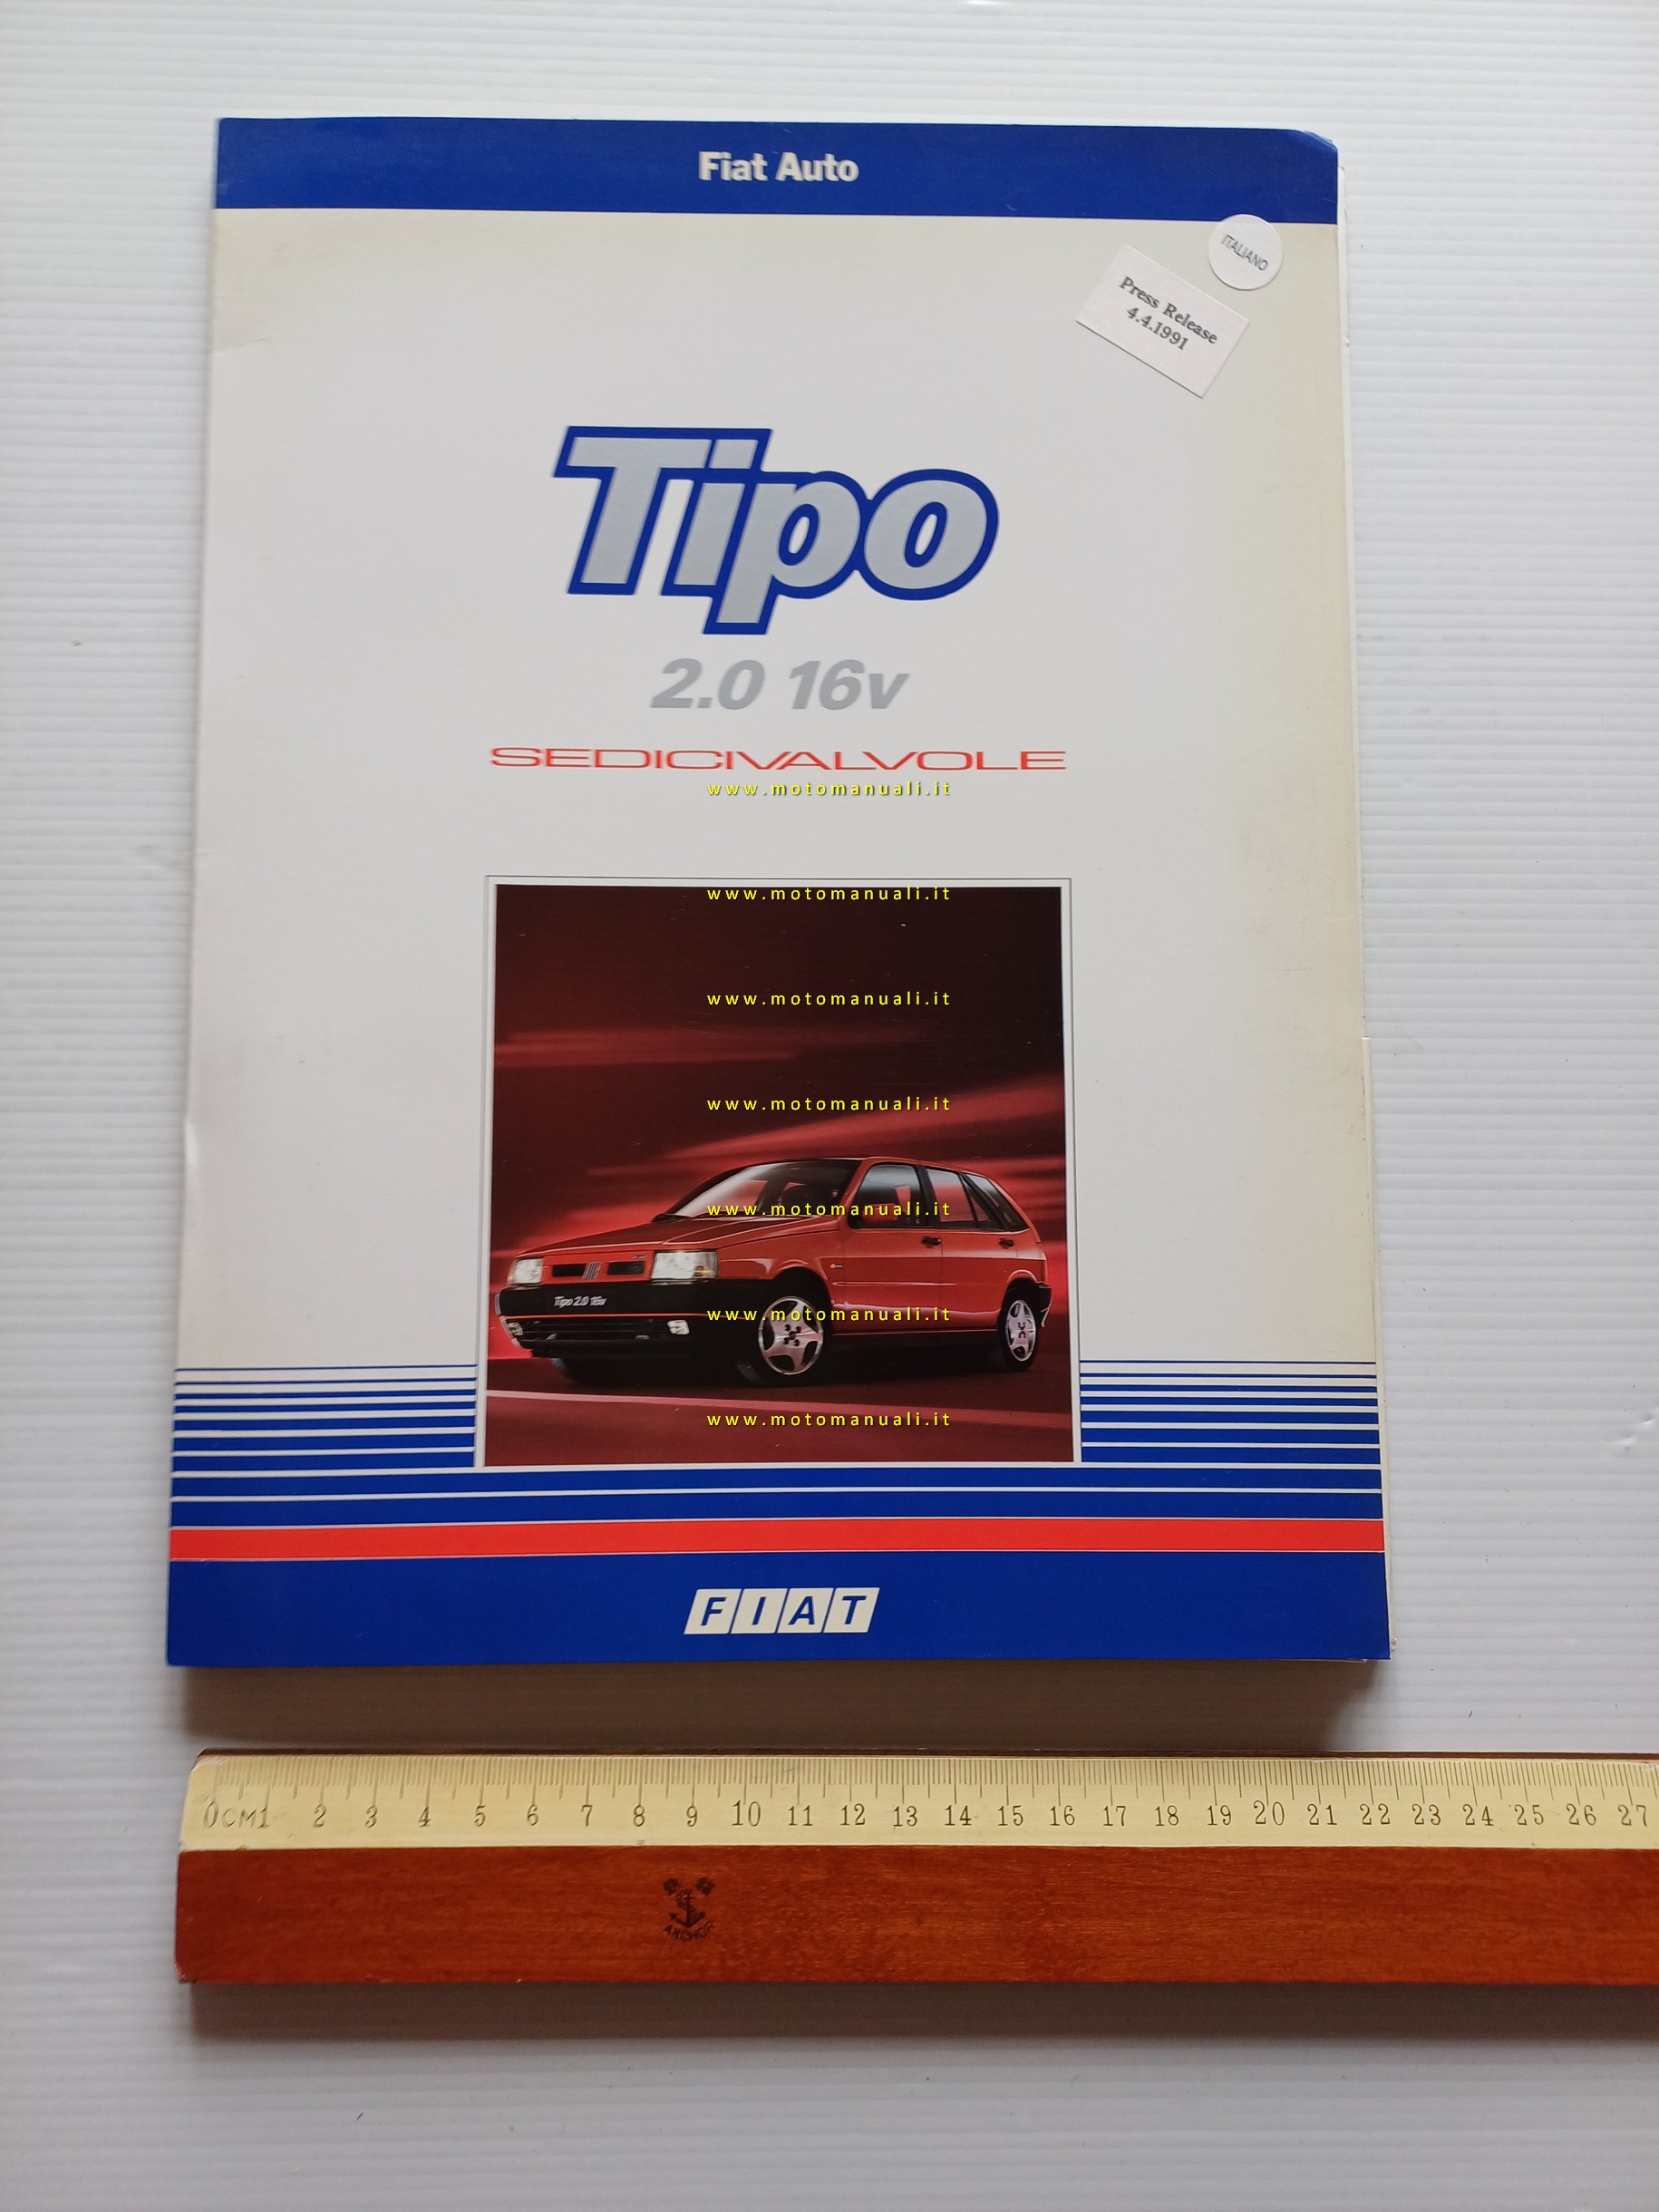 Fiat Auto
ITALIANO
Press Release
4.4.1991
Tipo
2.0 16v
SEDICIVALVOLE
www.motomanuali.it
www.motomanuali.it
www.motomanuali.it
www.motomanuali.it
www.motomanuali.it
Tipo 2.0 16v
www.motomanuali.it
www.motomanuali.it
FIAT
0CM1 2 3 4 5 6 7 8 9 10 11 12 13 14 15 16 17 18 19 20 21 22 23 24 25 26 27
ANCHOR